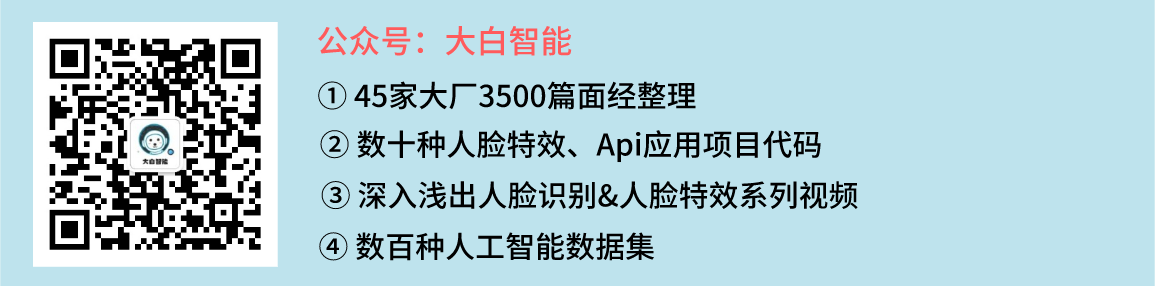 公众号：大白智能
① 45家大厂3500篇面经整理
② 数十种人脸特效、Api应用项目代码
③ 深入浅出人脸识别&人脸特效系列视频
④ 数百种人工智能数据集
大白智能